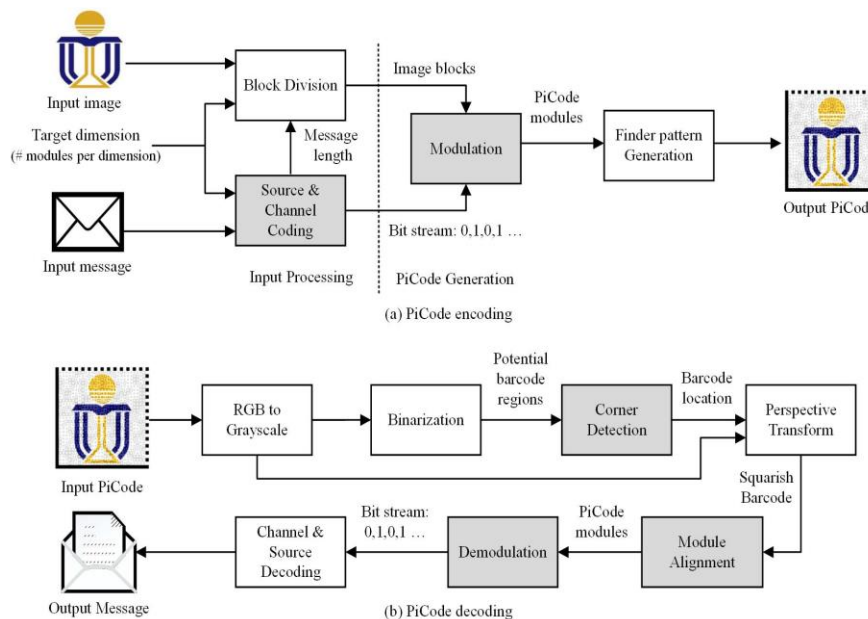 Input image
Target dimension
(# modules per dimension)
Input message
Block Division
Message
length
Source &
Channel
Coding
Input Processing
Image blocks
Modulation
Bit stream: 0,1,0,1 ...
PiCode Generation
PiCode
modules
Finder pattern
Generation
Output PiCod
(a) PiCode encoding
Input PiCode
RGB to
Grayscale
Binarization
Potential
barcode
regions
Corner
Detection
Barcode
location
Perspective
Transform
Squarish
Barcode
Module
Alignment
PiCode
modules
Demodulation
Bit stream:
0,1,0,1 ...
Channel &
Source
Decoding
Output Message
(b) PiCode decoding